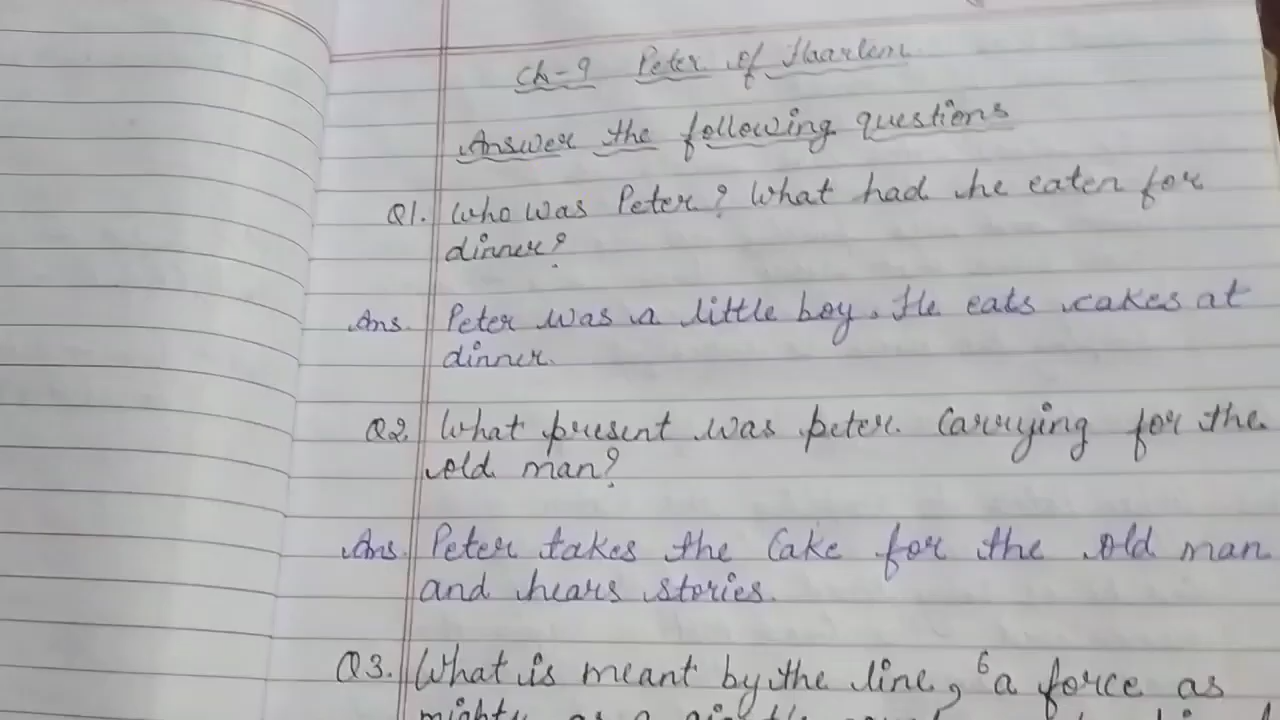 Ch-9 Peter of Haarlem
Answer the following questions
Q1. Who was Peter? What had he eaten for
dinner?
Ans. Peter was a little boy. He eats cakes at
dinner.
Q2. What present was peter carrying for the
old man?
Ans. Peter takes the Cake for the old man
and hears stories.
Q3. What is meant by the line, 'a force as
mighty as a